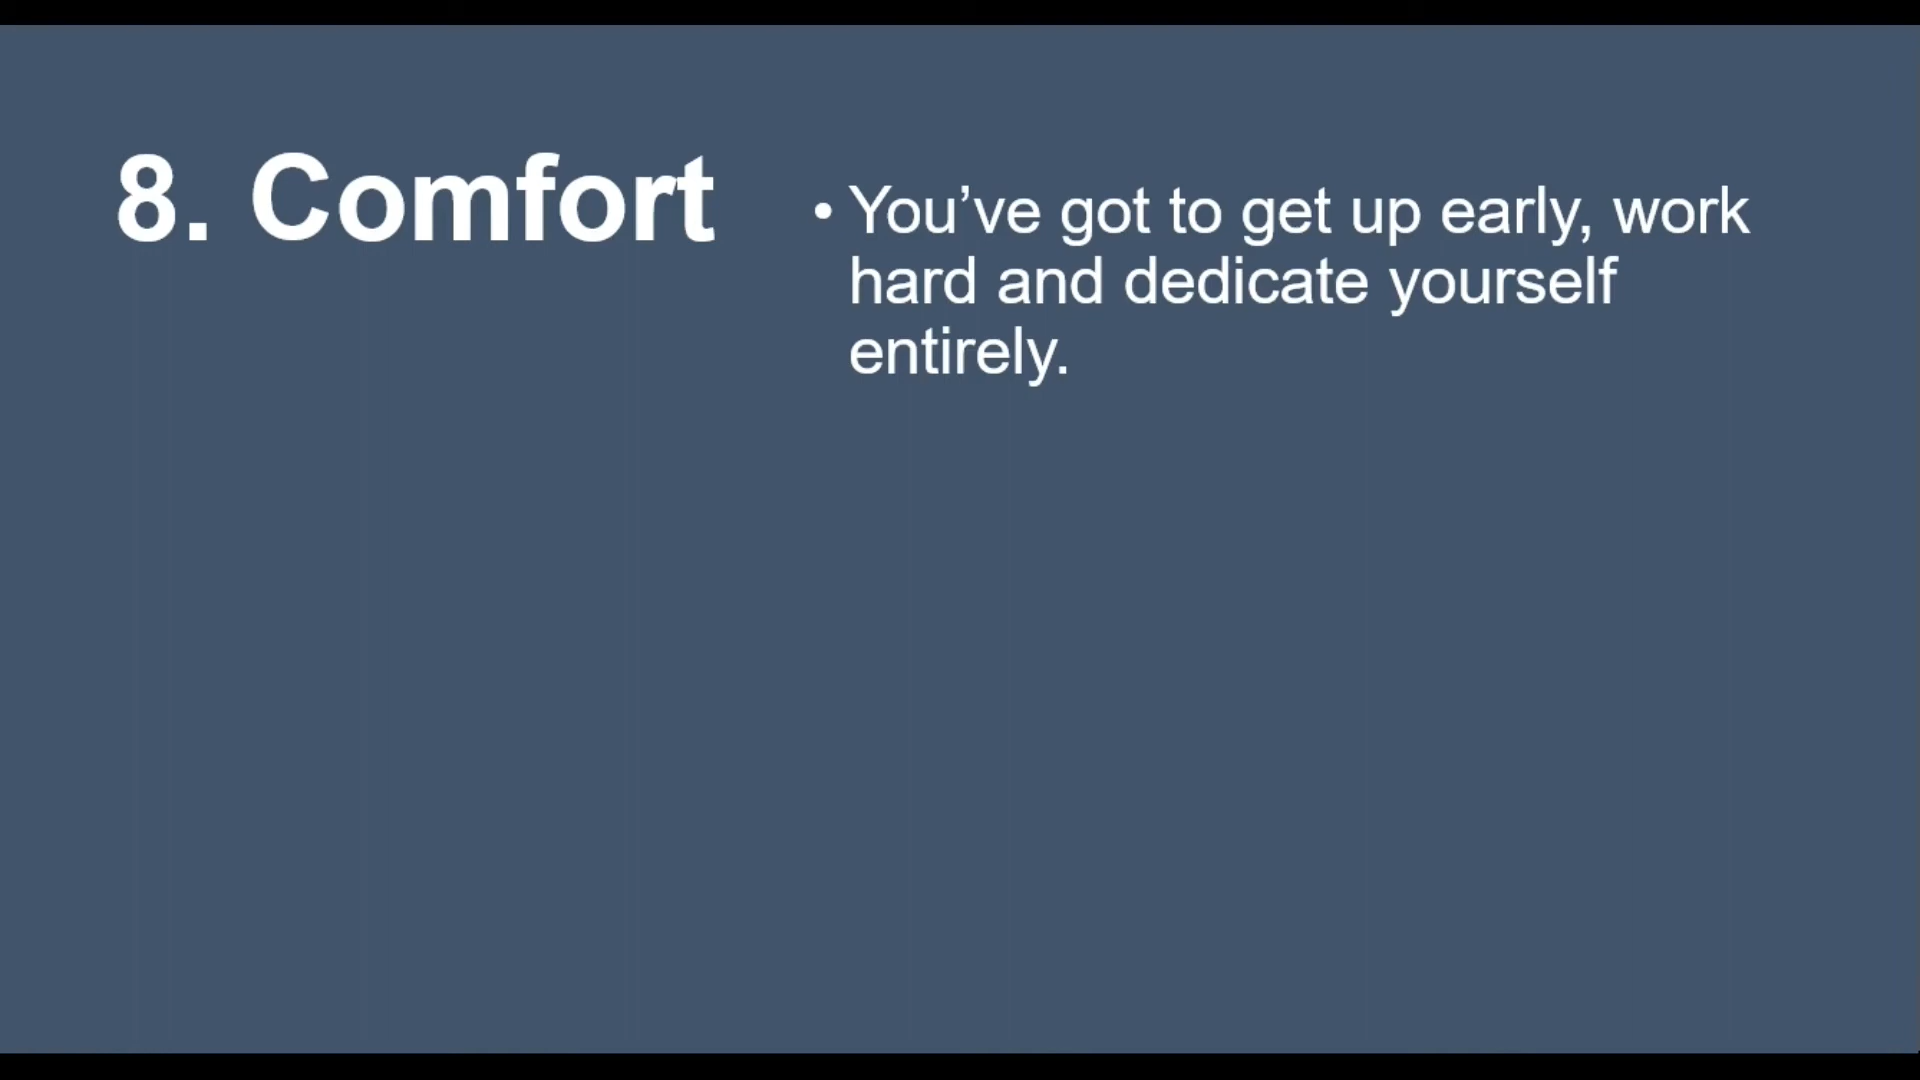 8. Comfort
• You’ve got to get up early, work
hard and dedicate yourself
entirely.